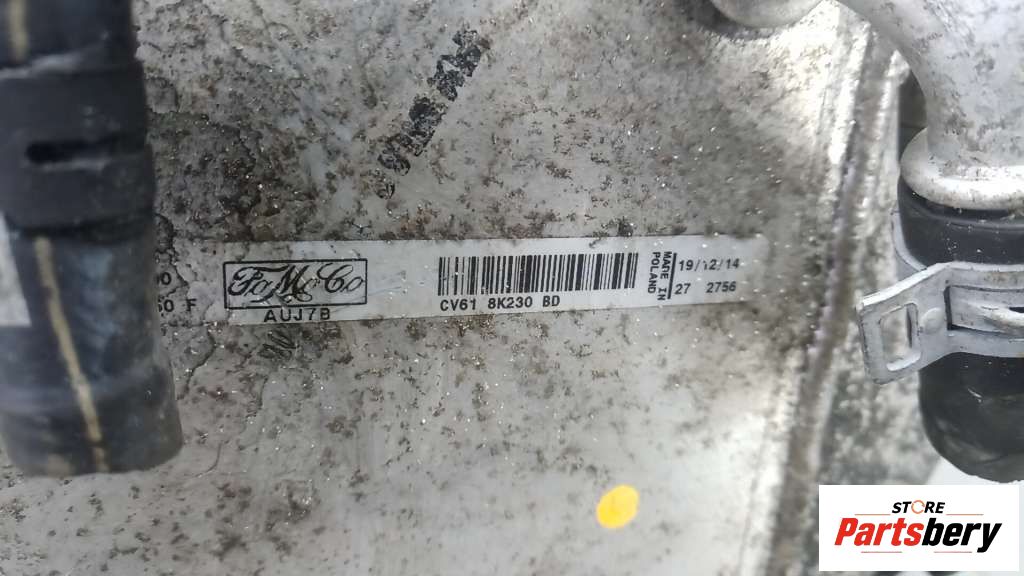 FoMoCo
AUJ7B
CV61 8K230 BD
MADE IN
POLAND
19/12/14
27 2756
STORE
Partsbery